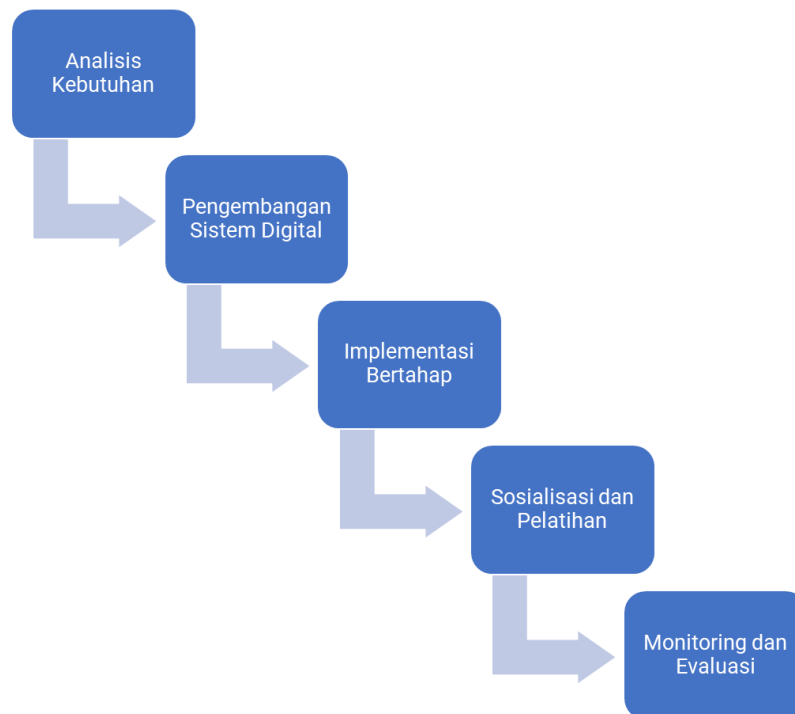 Analisis
Kebutuhan
Pengembangan
Sistem Digital
Implementasi
Bertahap
Sosialisasi dan
Pelatihan
Monitoring dan
Evaluasi